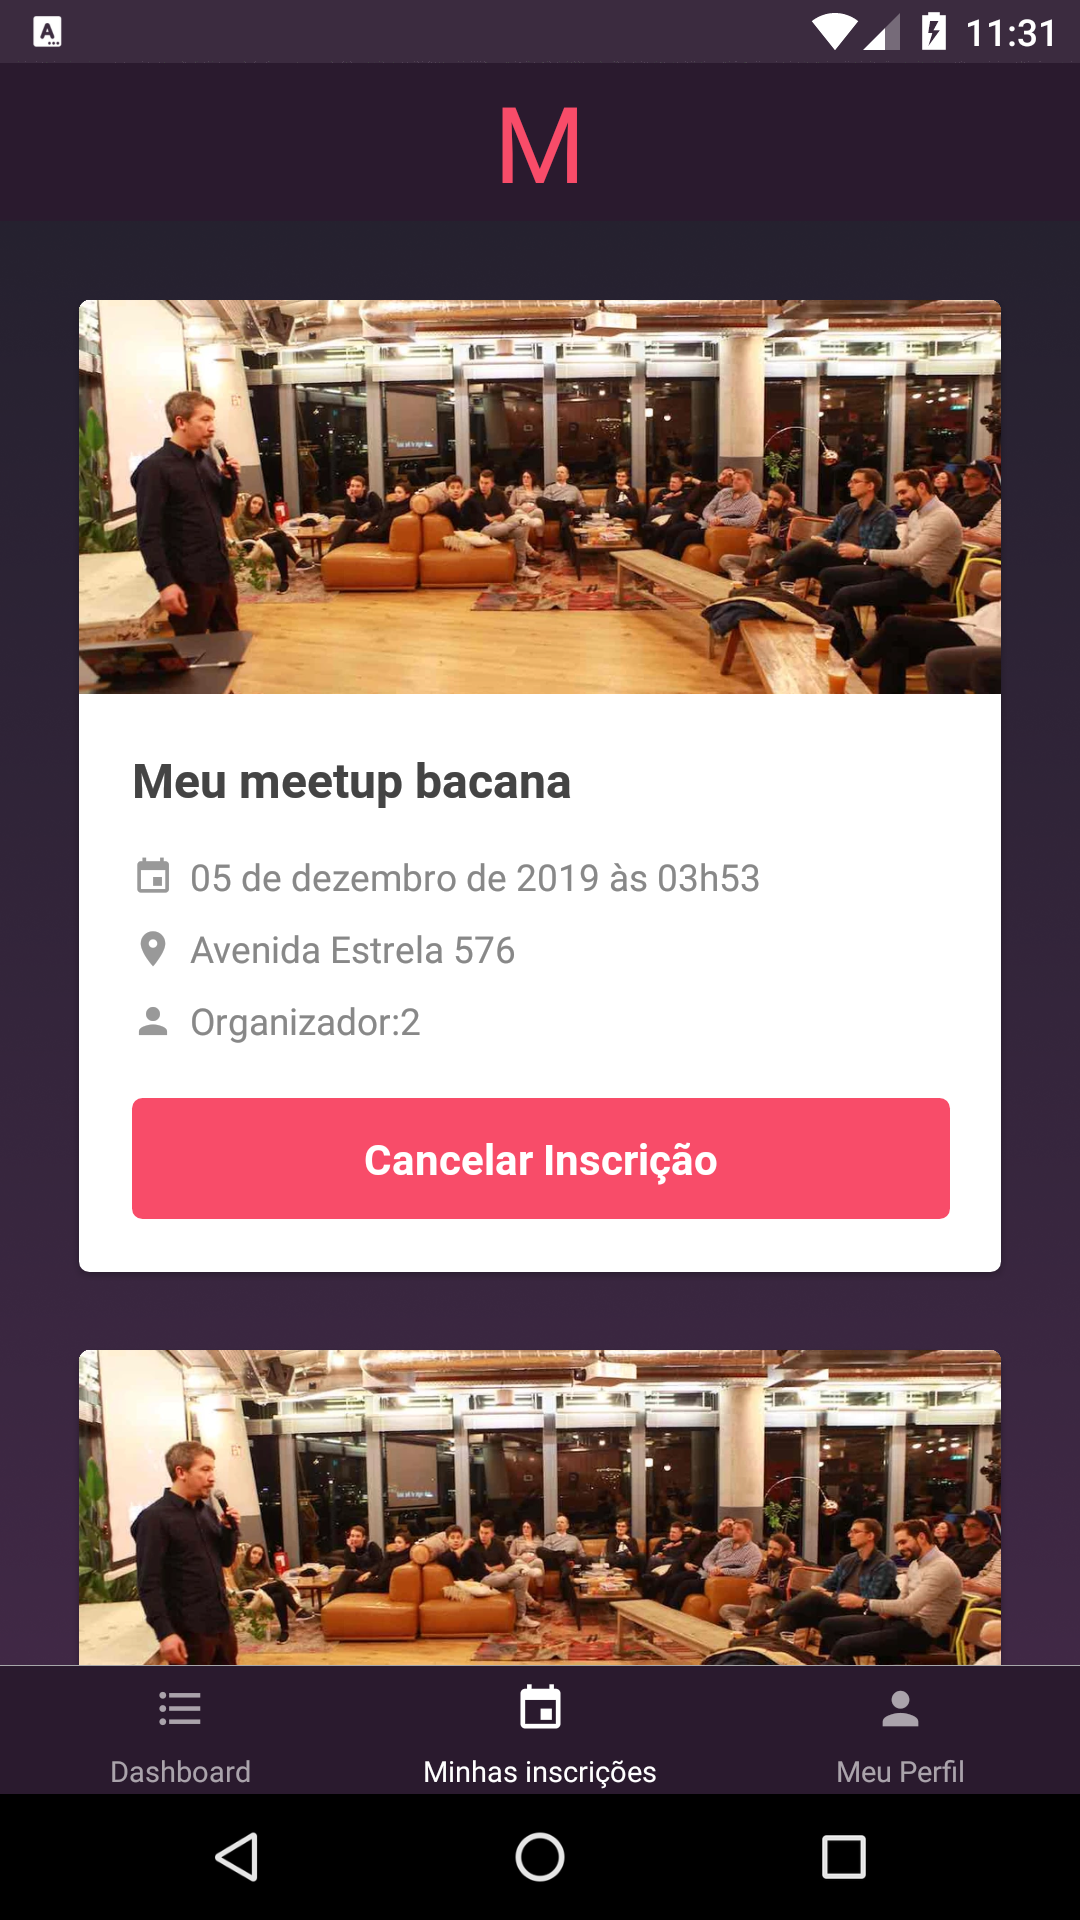 11:31
M
Meu meetup bacana
05 de dezembro de 2019 às 03h53
Avenida Estrela 576
Organizador:2
Cancelar Inscrição
Dashboard
Minhas inscrições
Meu Perfil